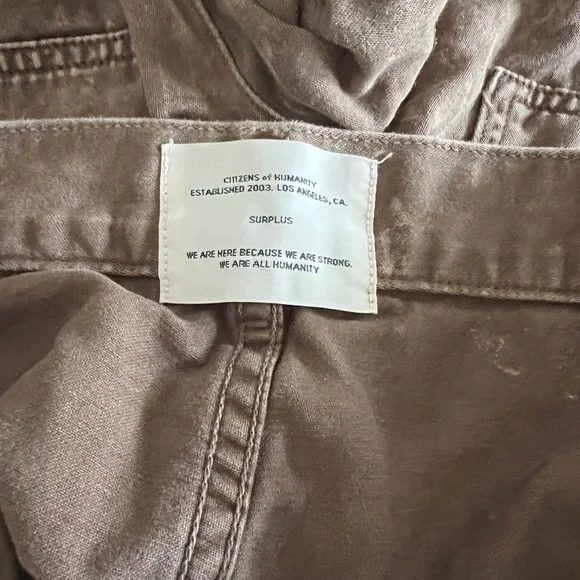 CITIZENS of HUMANITY
ESTABLISHED 2003. LOS ANGELES, CA.
SURPLUS
WE ARE HERE BECAUSE WE ARE STRONG.
WE ARE ALL HUMANITY